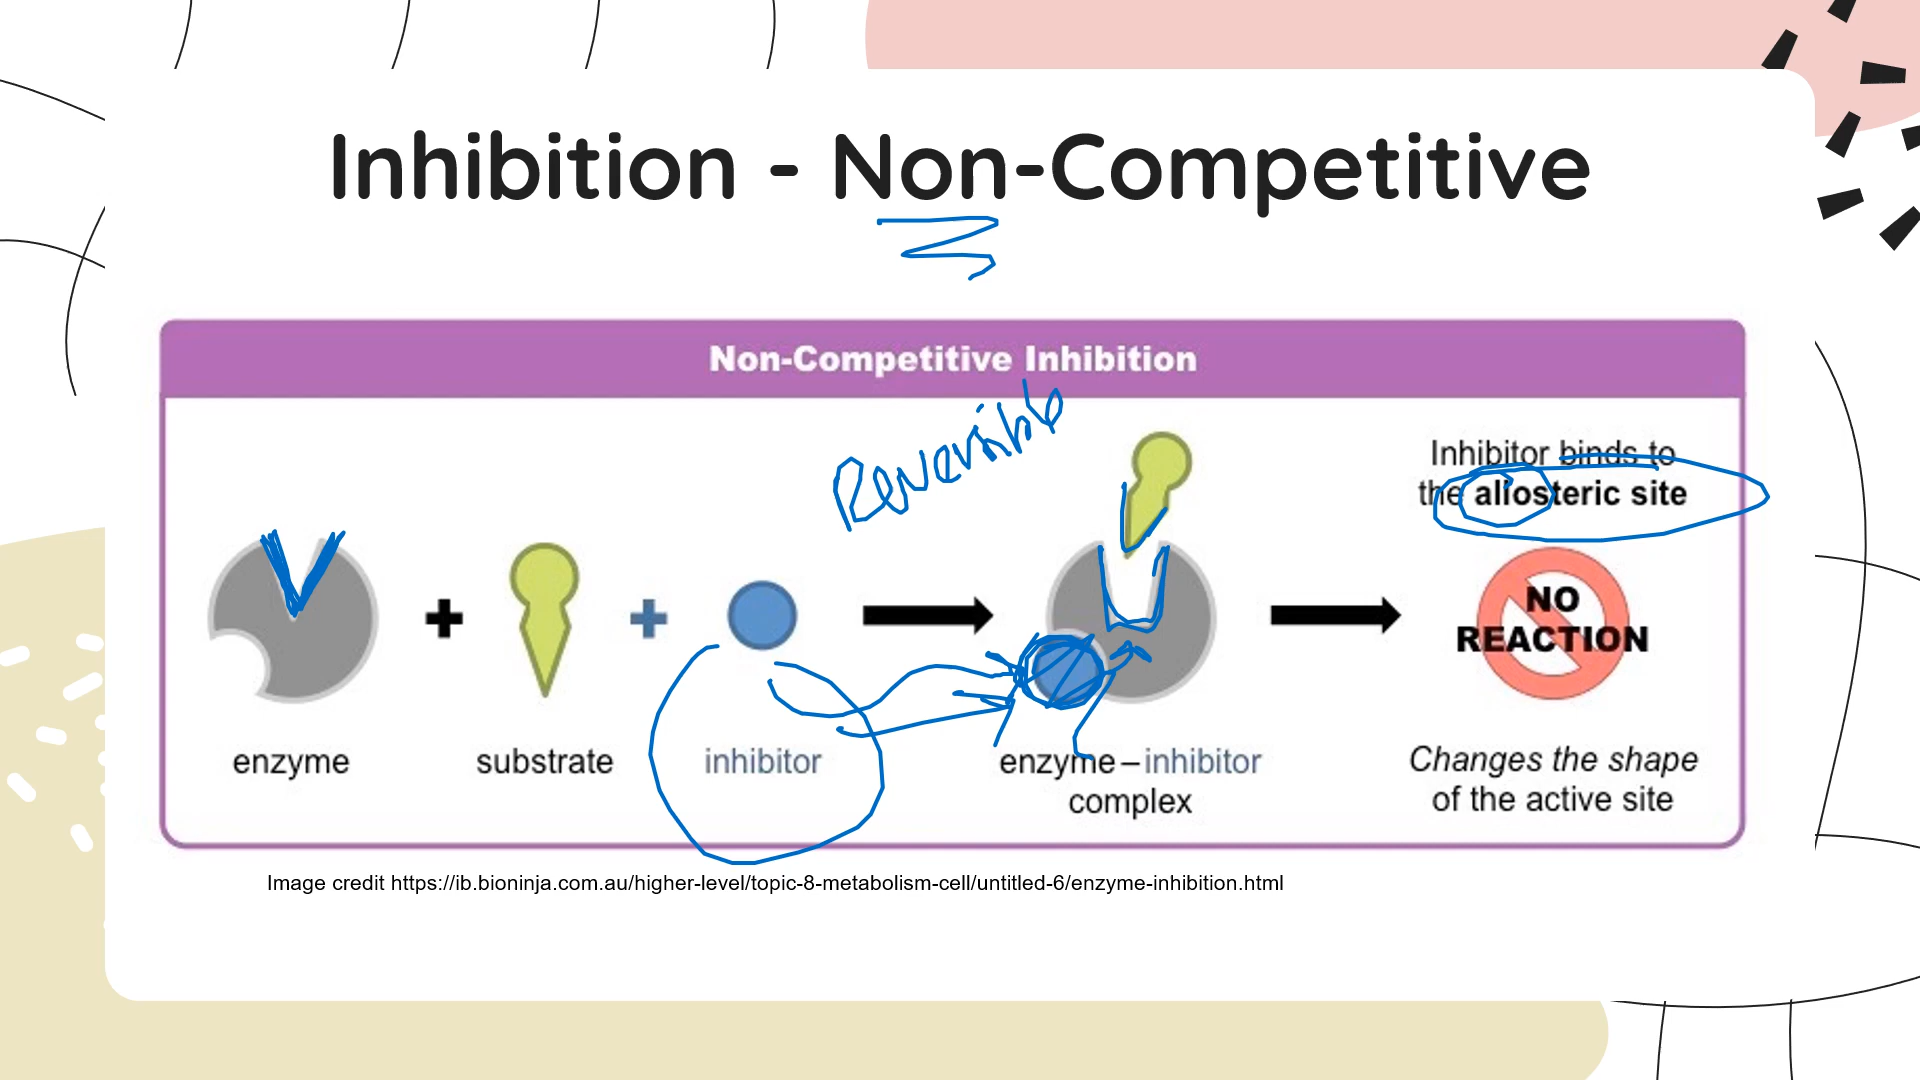 Inhibition - Non-Competitive
Non-Competitive Inhibition
Reversible
Inhibitor binds to
the allosteric site
NO
REACTION
enzyme
substrate
inhibitor
enzyme – inhibitor
complex
Changes the shape
of the active site
Image credit https://ib.bioninja.com.au/higher-level/topic-8-metabolism-cell/untitled-6/enzyme-inhibition.html